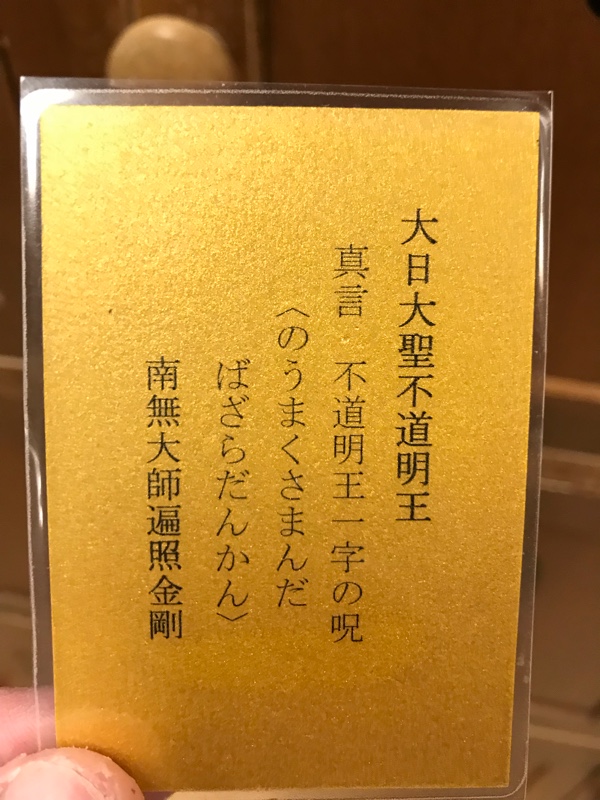 大日大聖不道明王
真言　不道明王一字の呪
〈のうまくさまんだ
ばざらだんかん〉
南無大師遍照金剛